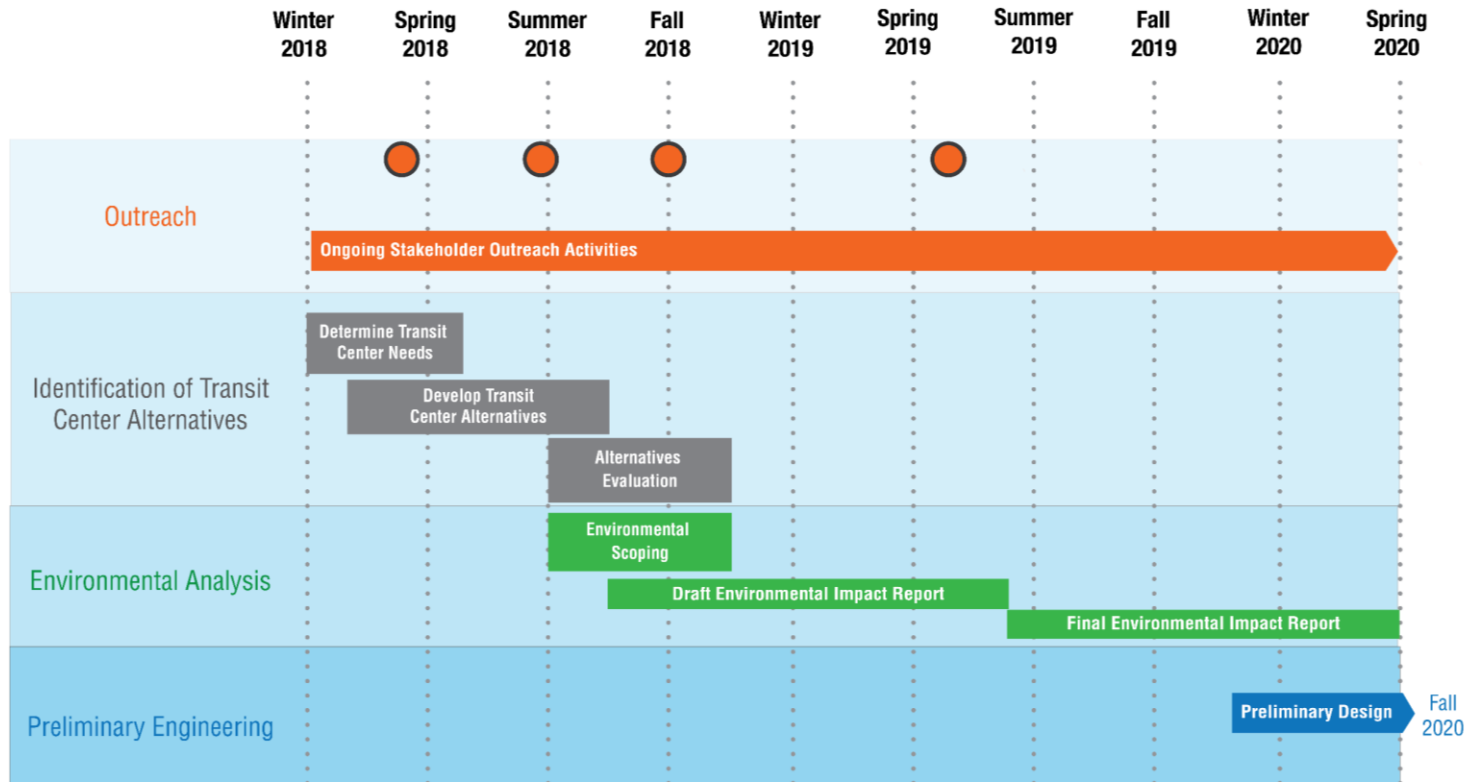 Winter
2018
Spring
2018
Summer
2018
Fall
2018
Winter
2019
Spring
2019
Summer
2019
Fall
2019
Winter
2020
Spring
2020
Outreach
Ongoing Stakeholder Outreach Activities
Identification of Transit
Center Alternatives
Determine Transit
Center Needs
Develop Transit
Center Alternatives
Alternatives
Evaluation
Environmental Analysis
Environmental
Scoping
Draft Environmental Impact Report
Final Environmental Impact Report
Preliminary Engineering
Preliminary Design
Fall
2020